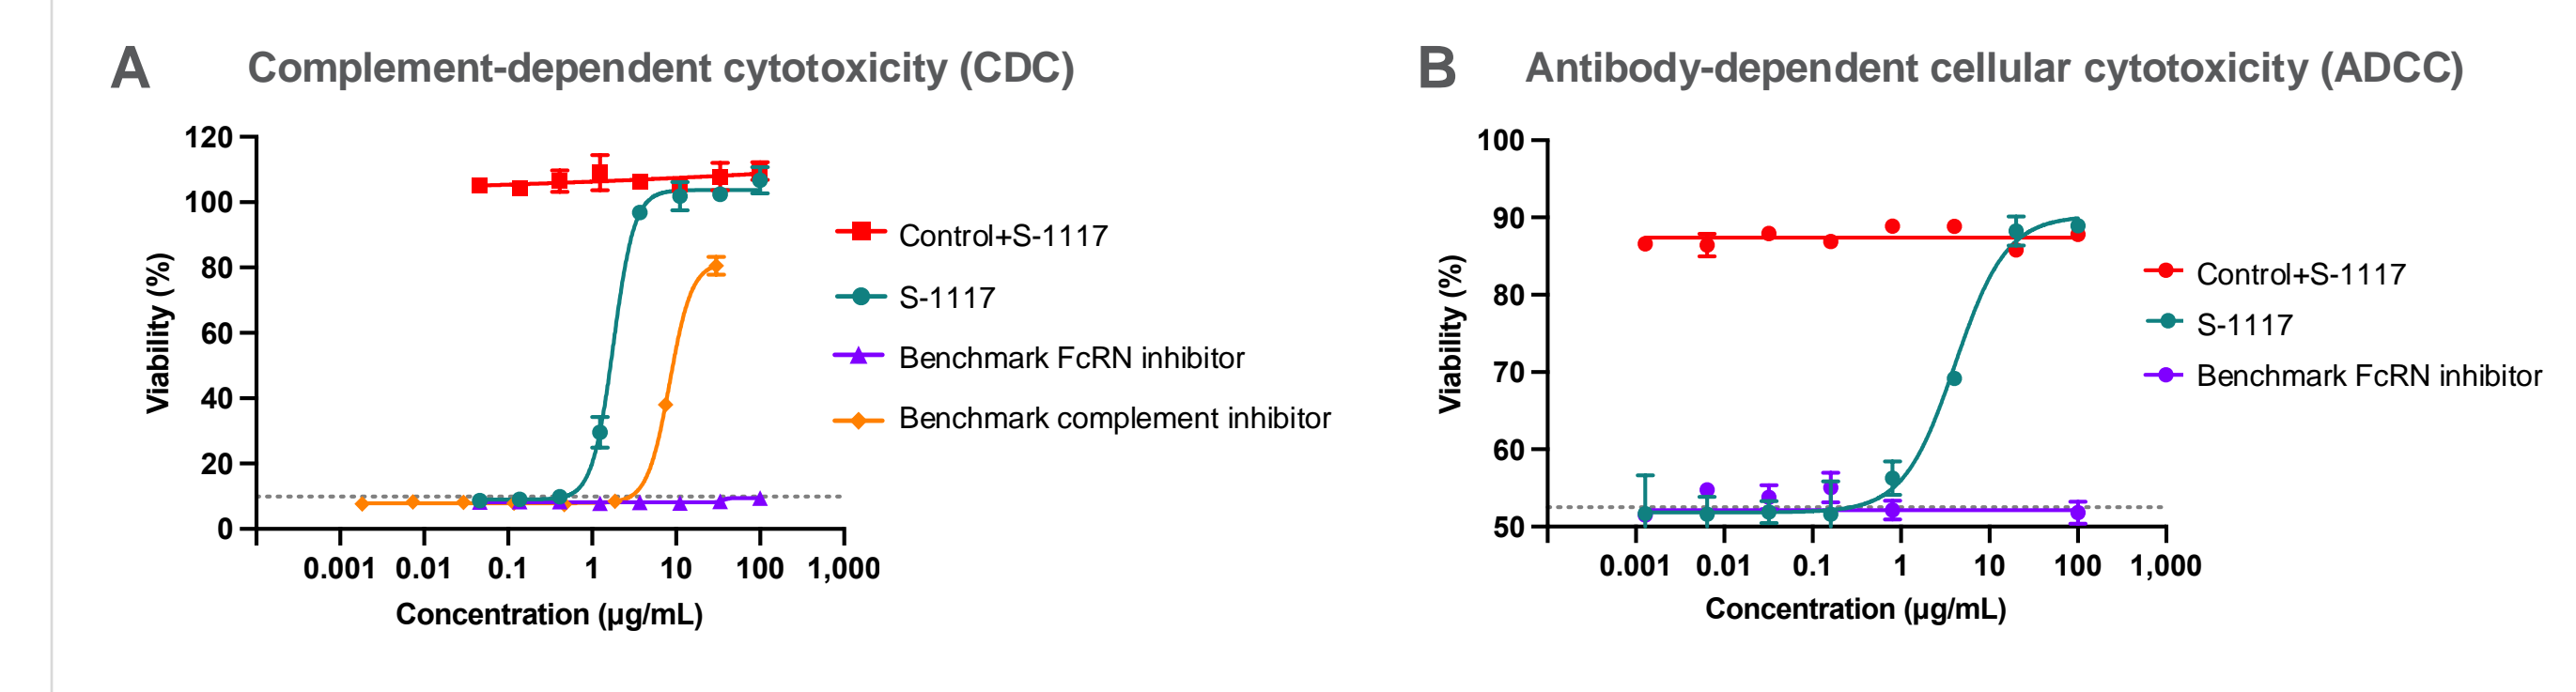 A
Complement-dependent cytotoxicity (CDC)
120
100
80
60
40
20
0
Viability (%)
0.001 0.01 0.1 1 10 100 1,000
Concentration (µg/mL)
Control+S-1117
S-1117
Benchmark FcRN inhibitor
Benchmark complement inhibitor
B
Antibody-dependent cellular cytotoxicity (ADCC)
100
90
80
70
60
50
Viability (%)
0.001 0.01 0.1 1 10 100 1,000
Concentration (µg/mL)
Control+S-1117
S-1117
Benchmark FcRN inhibitor